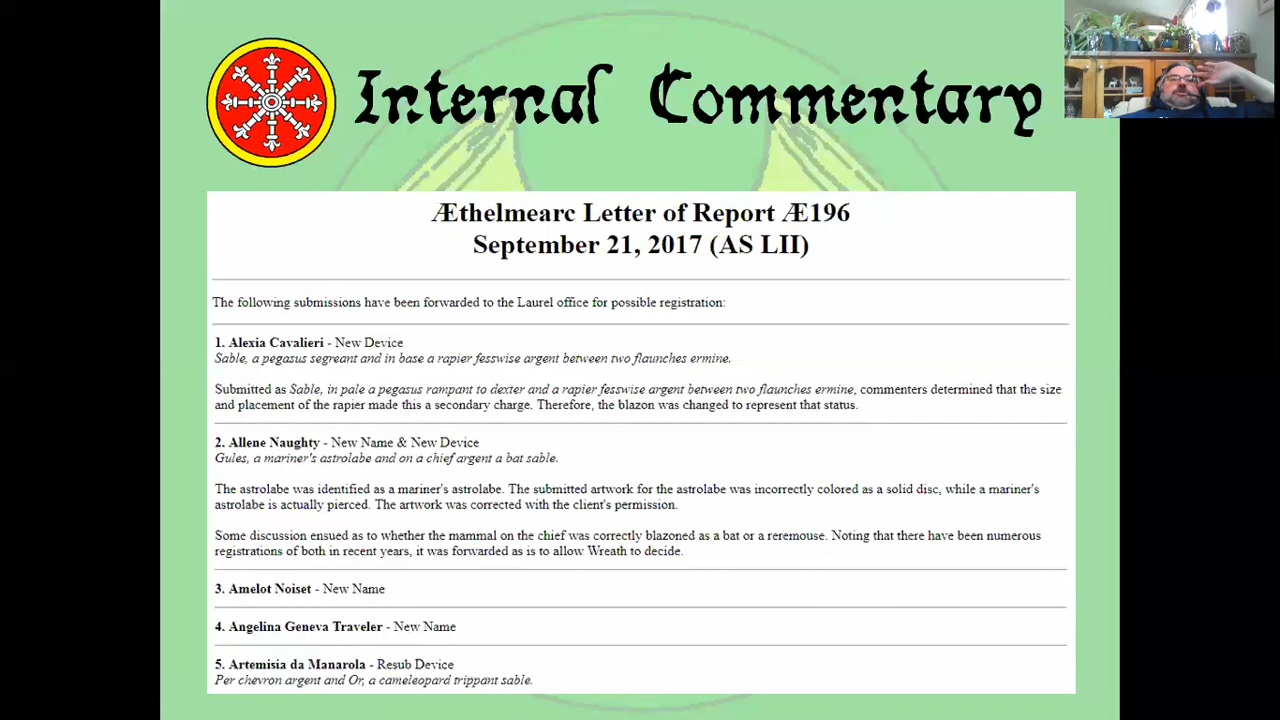 Internal Commentary
Æthelmearc Letter of Report Æ196
September 21, 2017 (AS LII)
The following submissions have been forwarded to the Laurel office for possible registration:
1. Alexia Cavalieri - New Device
Sable, a pegasus segreant and in base a rapier fesswise argent between two flaunches ermine.
Submitted as Sable, in pale a pegasus rampant to dexter and a rapier fesswise argent between two flaunches ermine, commenters determined that the size
and placement of the rapier made this a secondary charge. Therefore, the blazon was changed to represent that status.
2. Allene Naughty - New Name & New Device
Gules, a mariner's astrolabe and on a chief argent a bat sable.
The astrolabe was identified as a mariner's astrolabe. The submitted artwork for the astrolabe was incorrectly colored as a solid disc, while a mariner's
astrolabe is actually pierced. The artwork was corrected with the client's permission.
Some discussion ensued as to whether the mammal on the chief was correctly blazoned as a bat or a reremouse. Noting that there have been numerous
registrations of both in recent years, it was forwarded as is to allow Wreath to decide.
3. Amelot Noiset - New Name
4. Angelina Geneva Traveler - New Name
5. Artemisia da Manarola - Resub Device
Per chevron argent and Or, a cameleopard trippant sable.